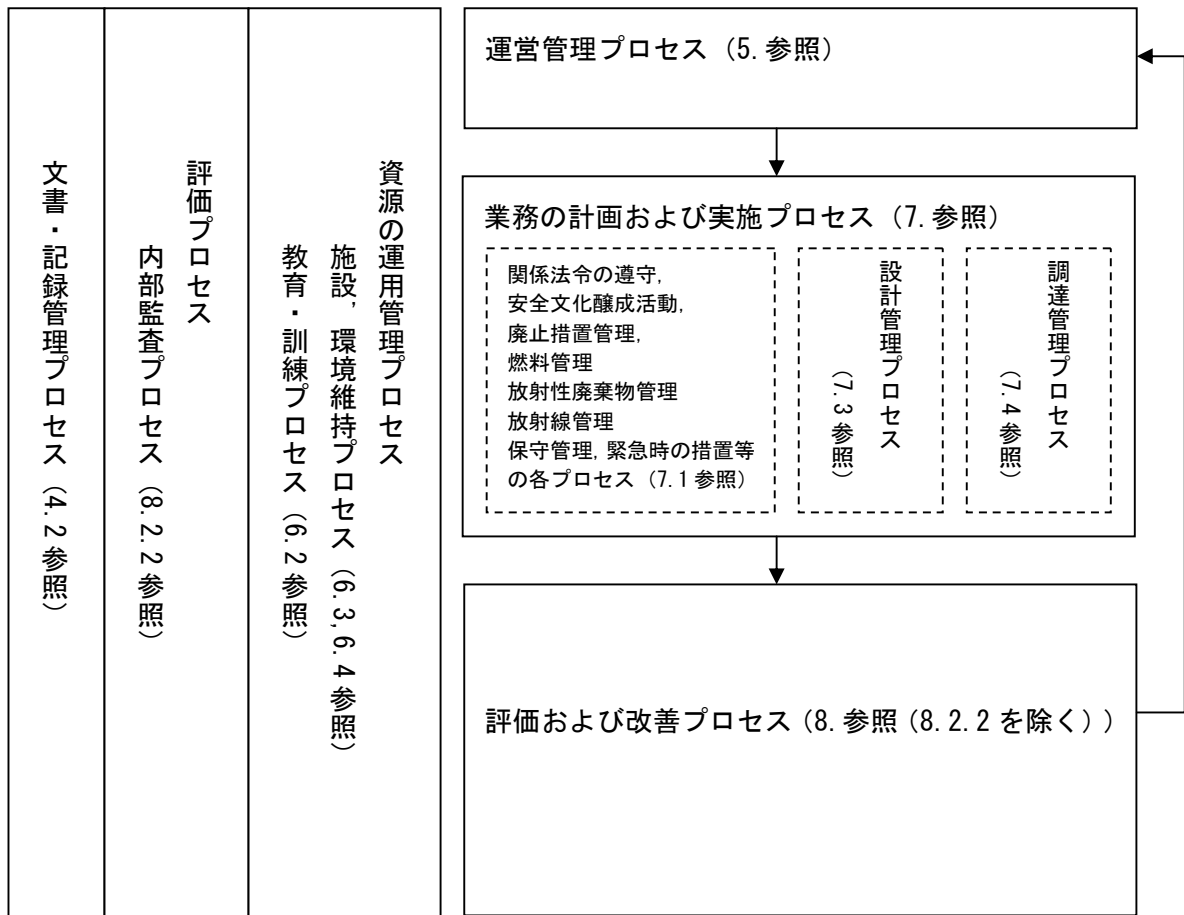 文書・記録管理プロセス（4.2参照）
評価プロセス
内部監査プロセス（8.2.2参照）
資源の運用管理プロセス
施設，環境維持プロセス（6.3,6.4参照）
教育・訓練プロセス（6.2参照）
運営管理プロセス（5.参照）
業務の計画および実施プロセス（7.参照）
関係法令の遵守，
安全文化醸成活動，
廃止措置管理，
燃料管理
放射性廃棄物管理
放射線管理
保守管理，緊急時の措置等
の各プロセス（7.1参照）
設計管理プロセス
（7.3参照）
調達管理プロセス
（7.4参照）
評価および改善プロセス（8.参照（8.2.2を除く））